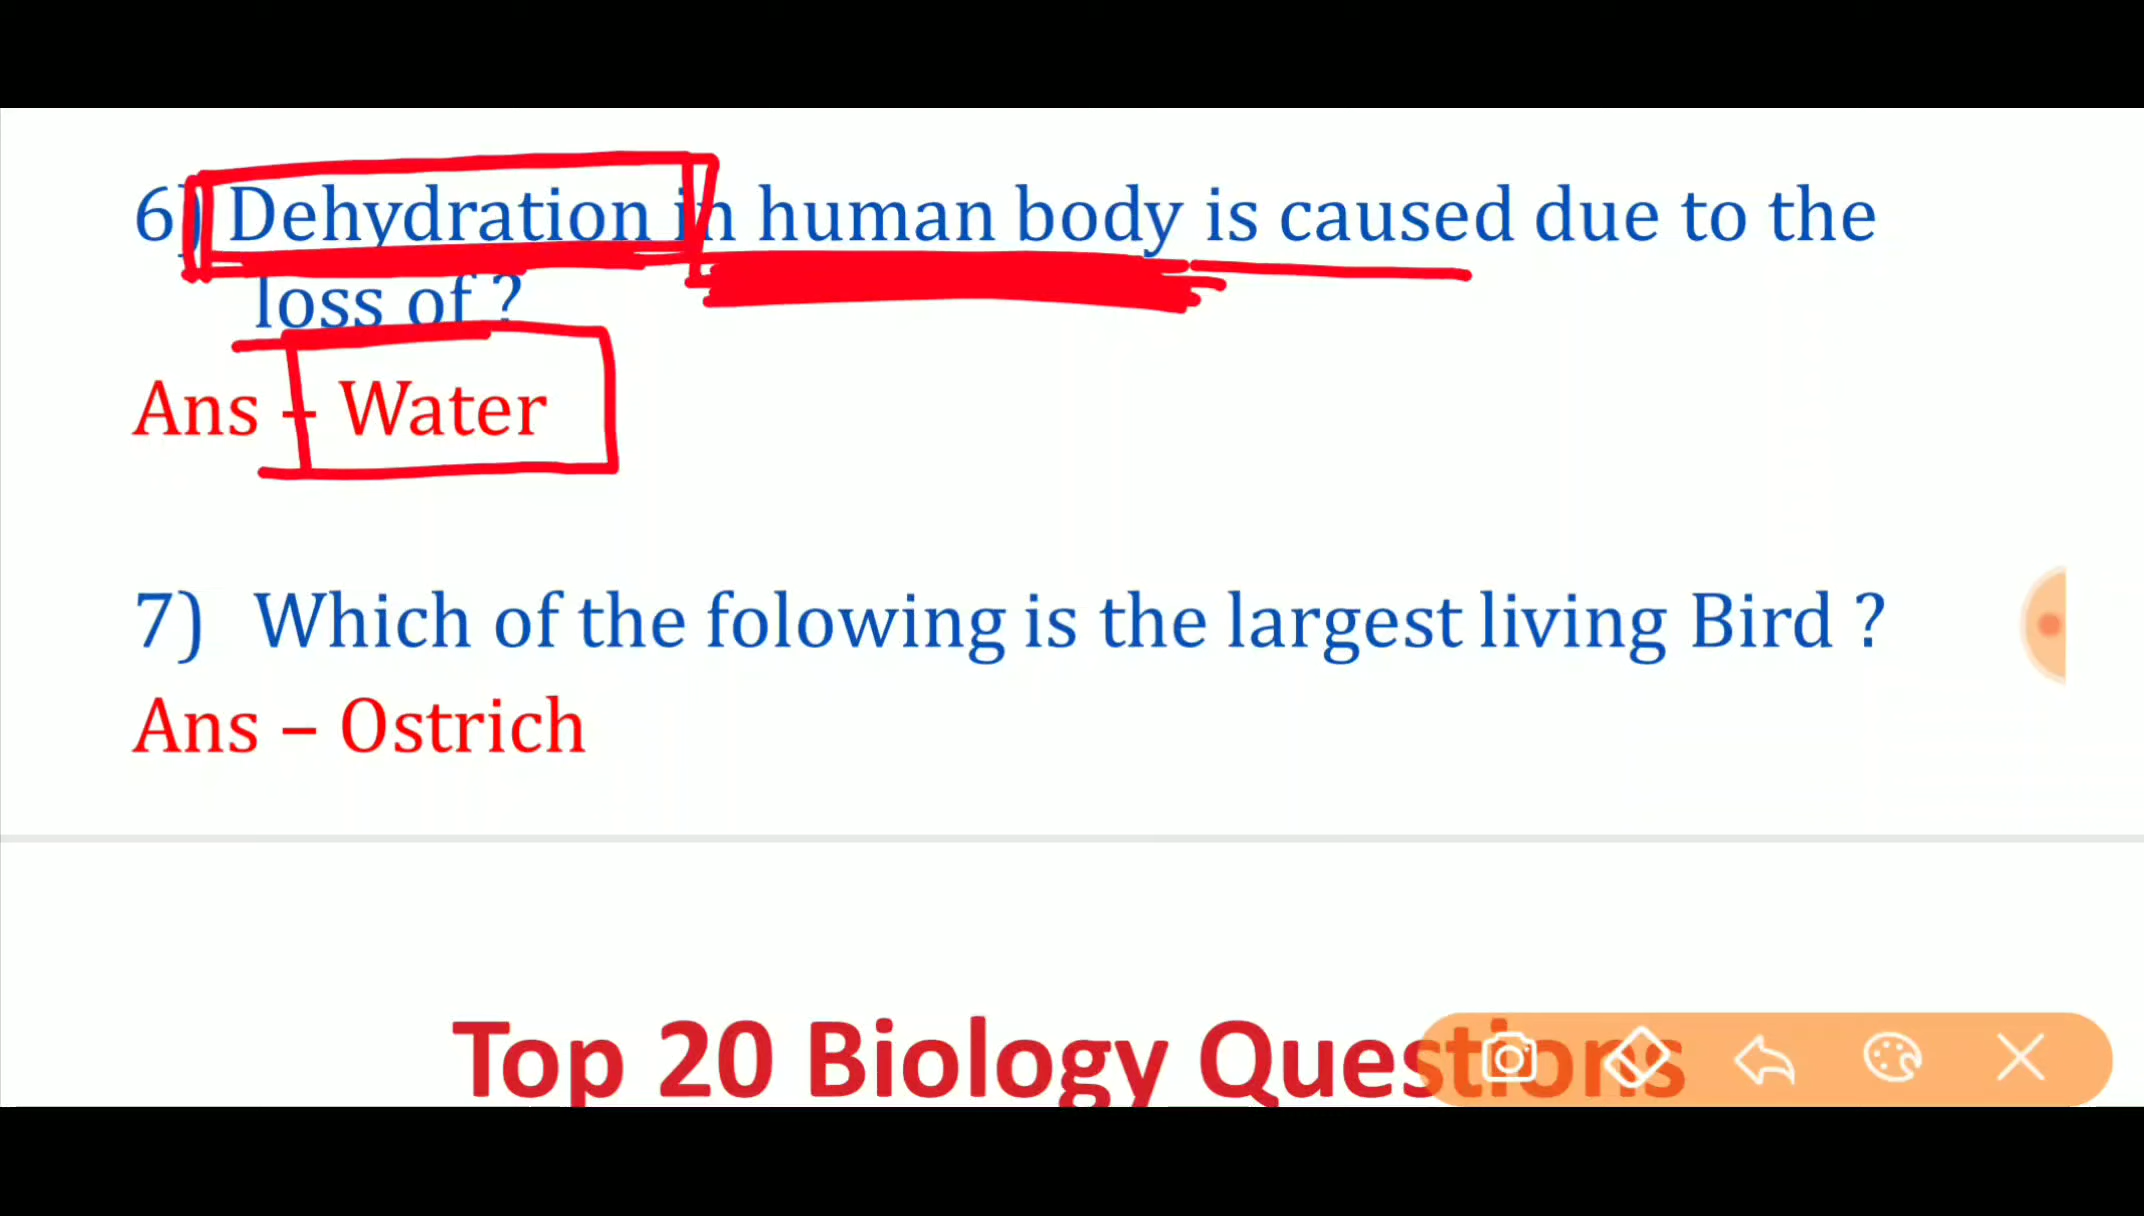 6) Dehydration in human body is caused due to the
loss of ?
Ans – Water
7) Which of the folowing is the largest living Bird ?
Ans – Ostrich
Top 20 Biology Questions